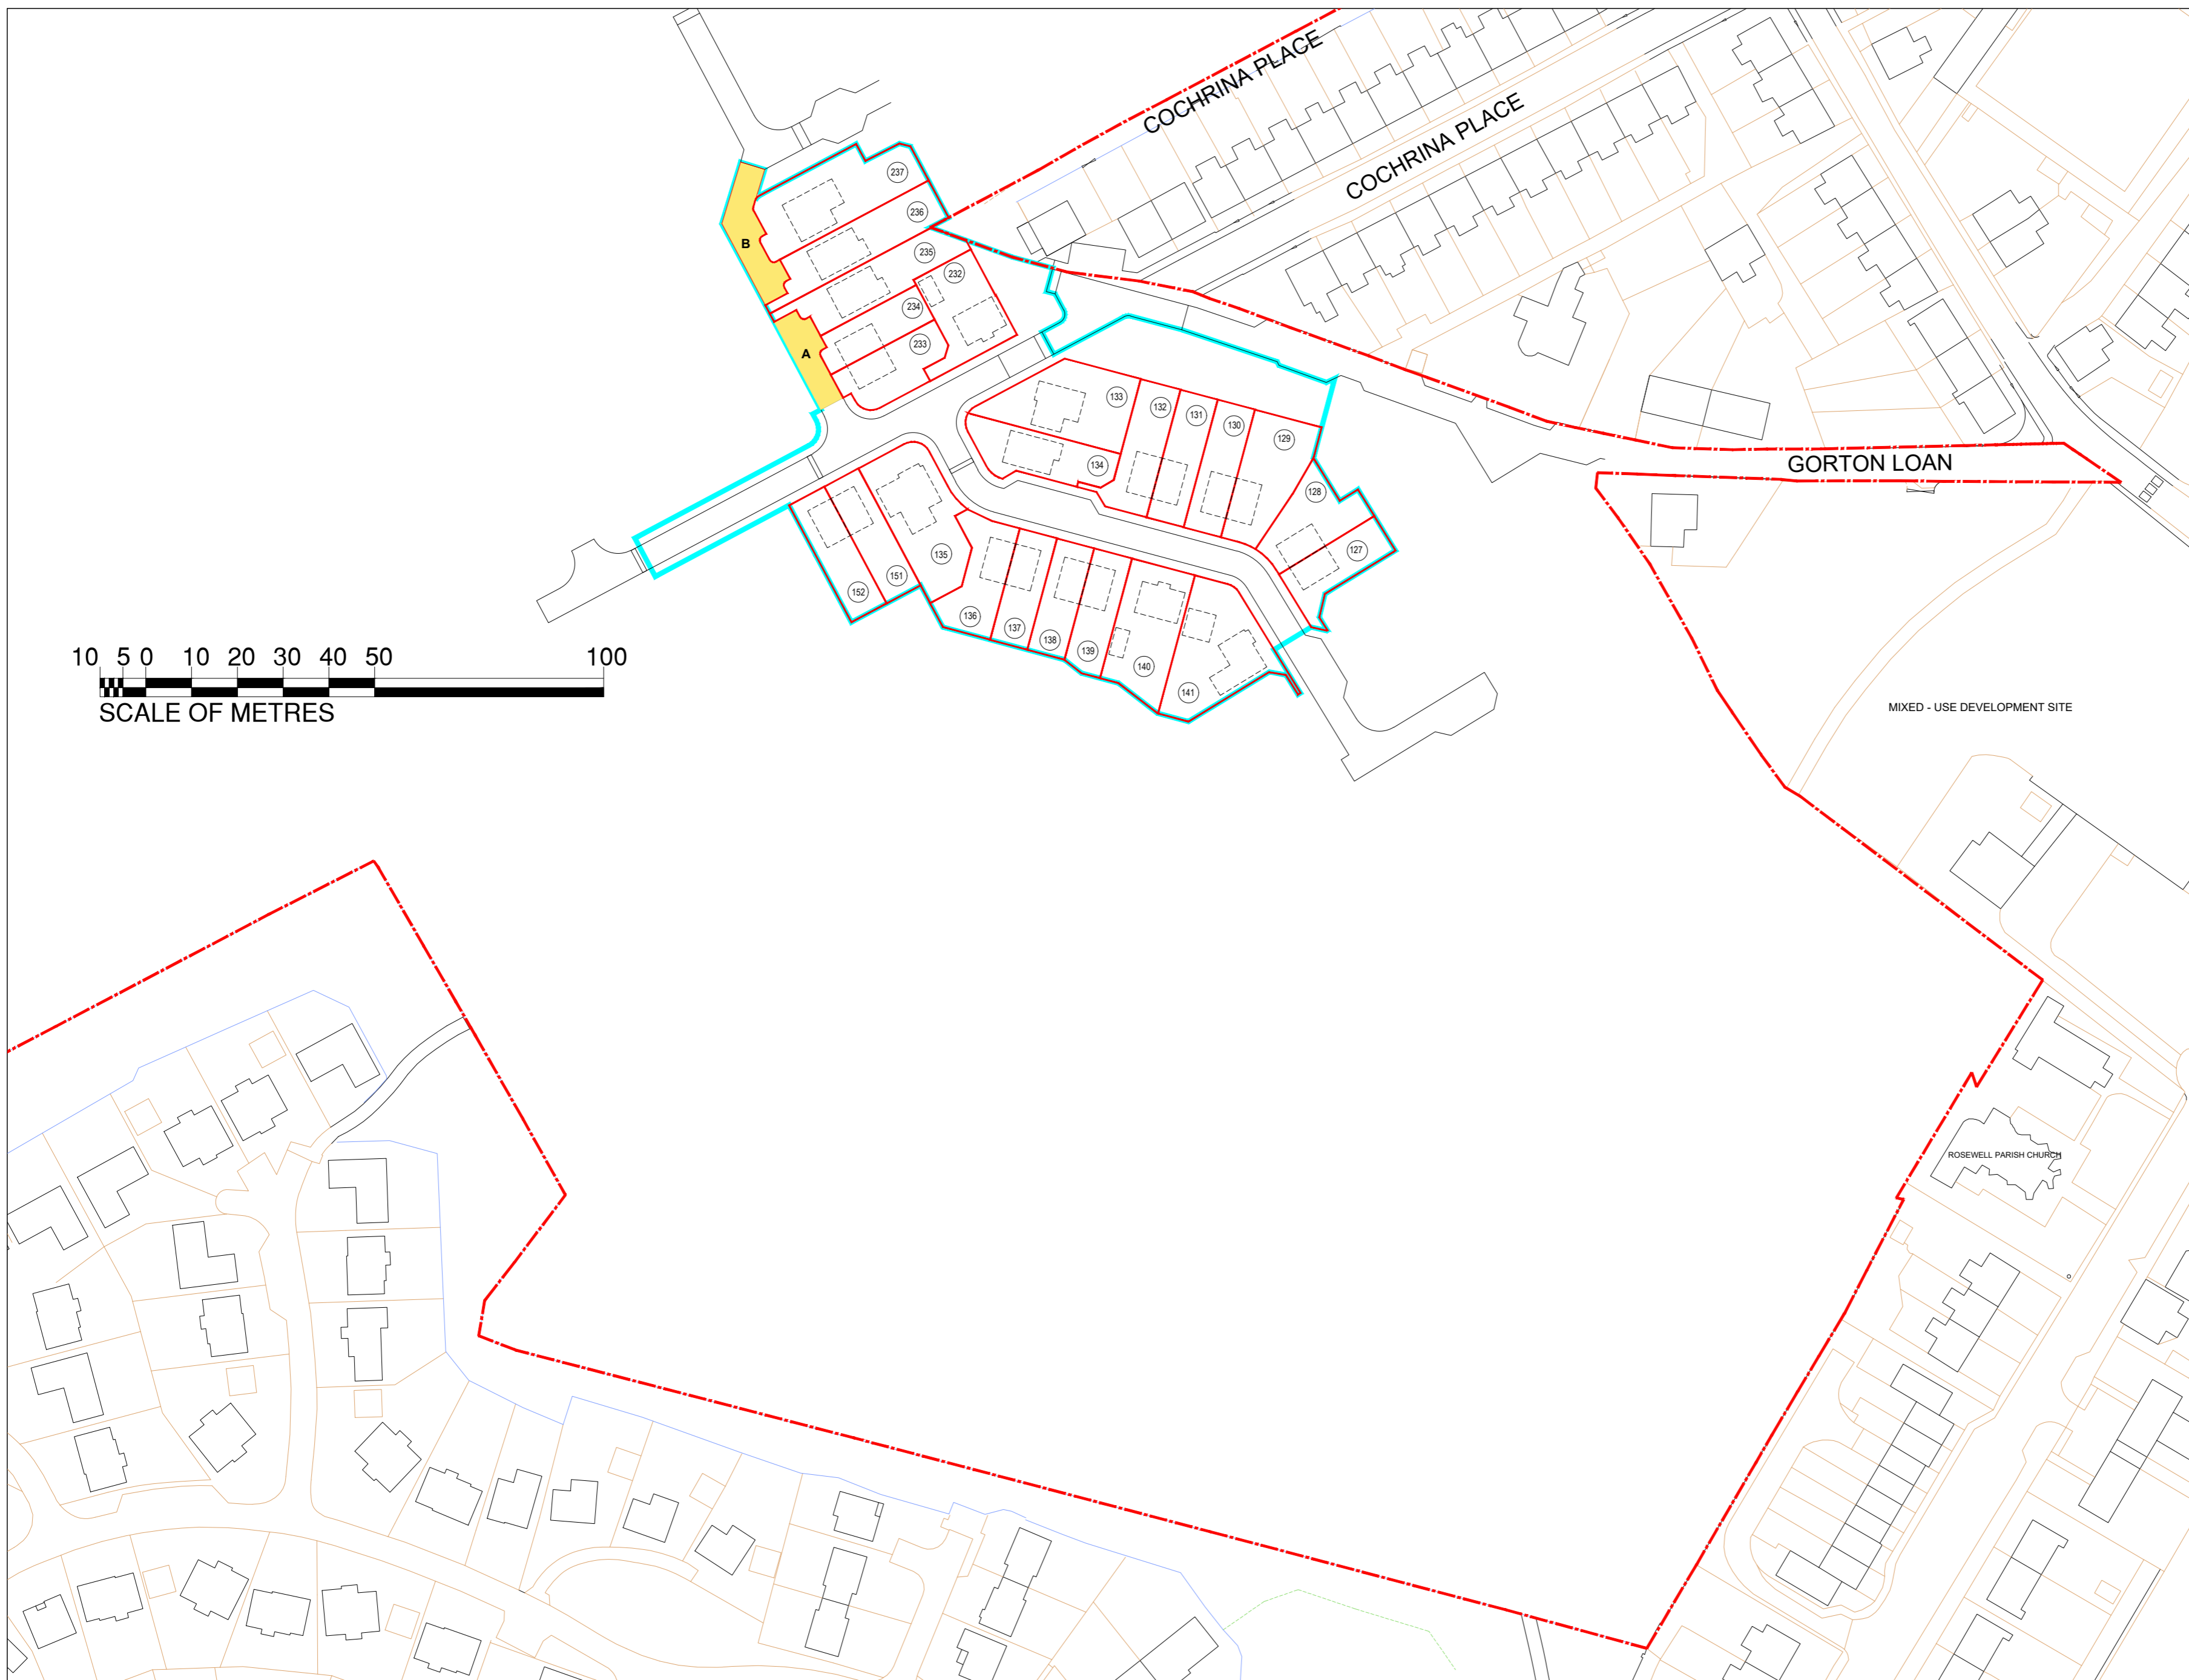 COCHRINA PLACE
COCHRINA PLACE
237
236
B
235
232
234
A
233
133
132
131
130
129
134
GORTON LOAN
128
135
127
151
152
136
137
138
139
140
141
10 5 0 10 20 30 40 50 100
SCALE OF METRES
MIXED - USE DEVELOPMENT SITE
ROSEWELL PARISH CHURCH